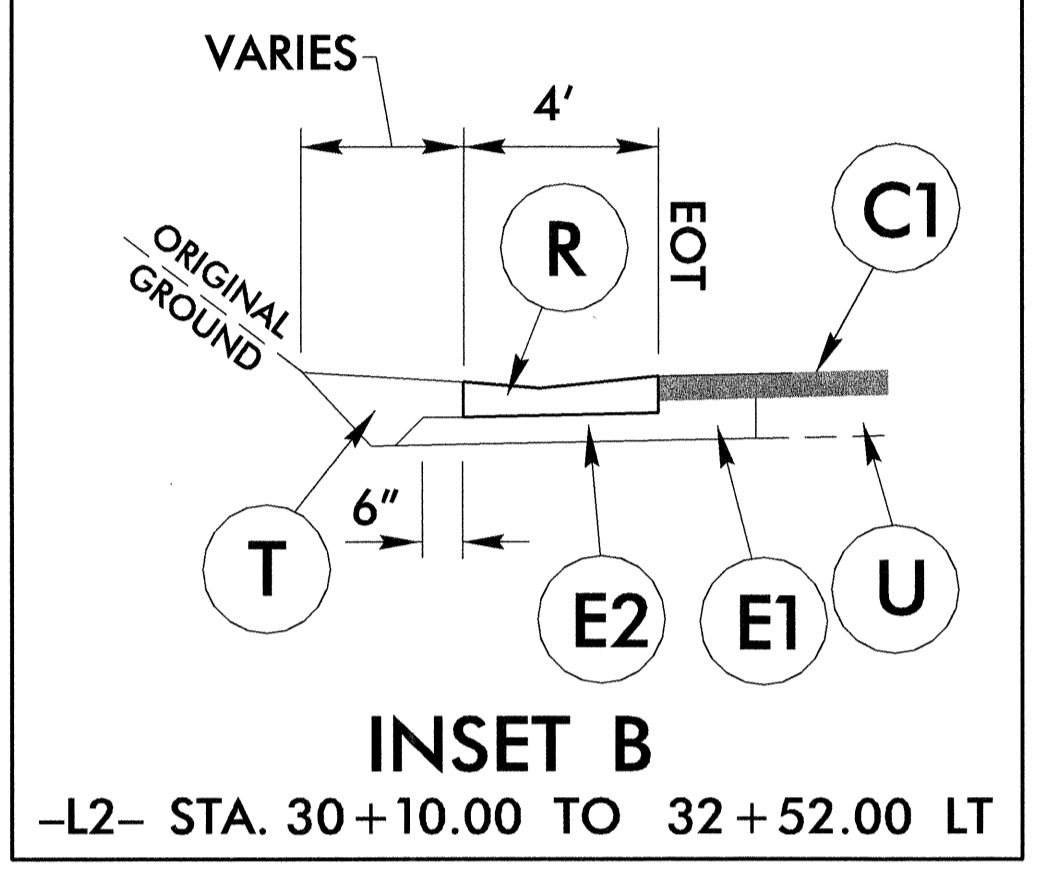 VARIES
4'
EOT
C1
R
ORIGINAL
GROUND
6"
T
E2
E1
U
INSET B
–L2– STA. 30+10.00 TO 32+52.00 LT